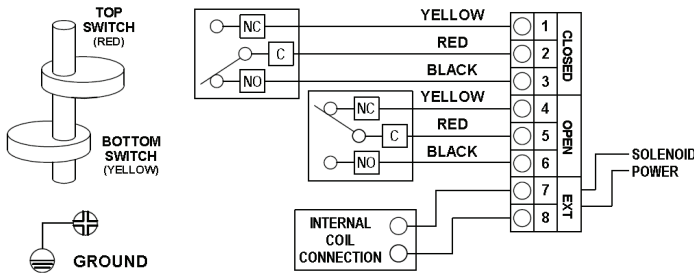 TOP
SWITCH
(RED)
BOTTOM
SWITCH
(YELLOW)
GROUND
NC
C
NO
YELLOW
RED
BLACK
NC
C
NO
YELLOW
RED
BLACK
INTERNAL
COIL
CONNECTION
1
2
3
4
5
6
7
8
CLOSED
OPEN
EXT
SOLENOID
POWER